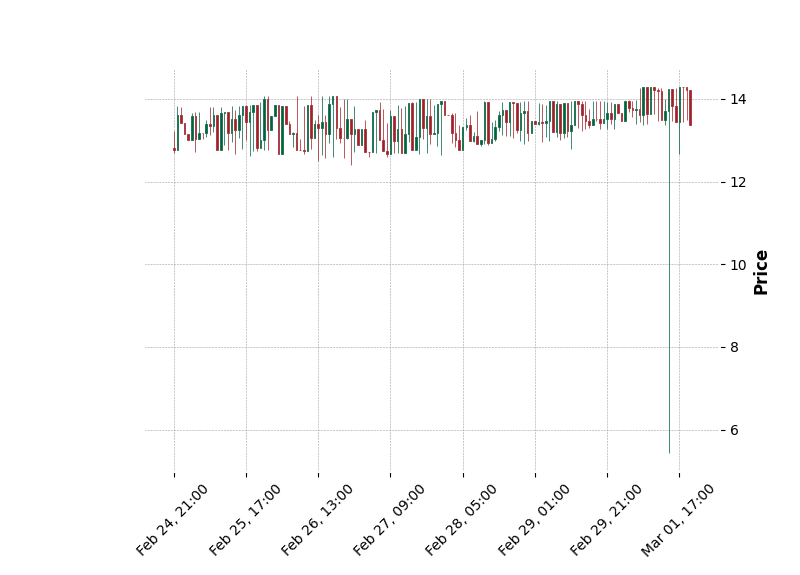 14
12
10
8
6
Price
Feb 24, 21:00
Feb 25, 17:00
Feb 26, 13:00
Feb 27, 09:00
Feb 28, 05:00
Feb 29, 01:00
Feb 29, 21:00
Mar 01, 17:00